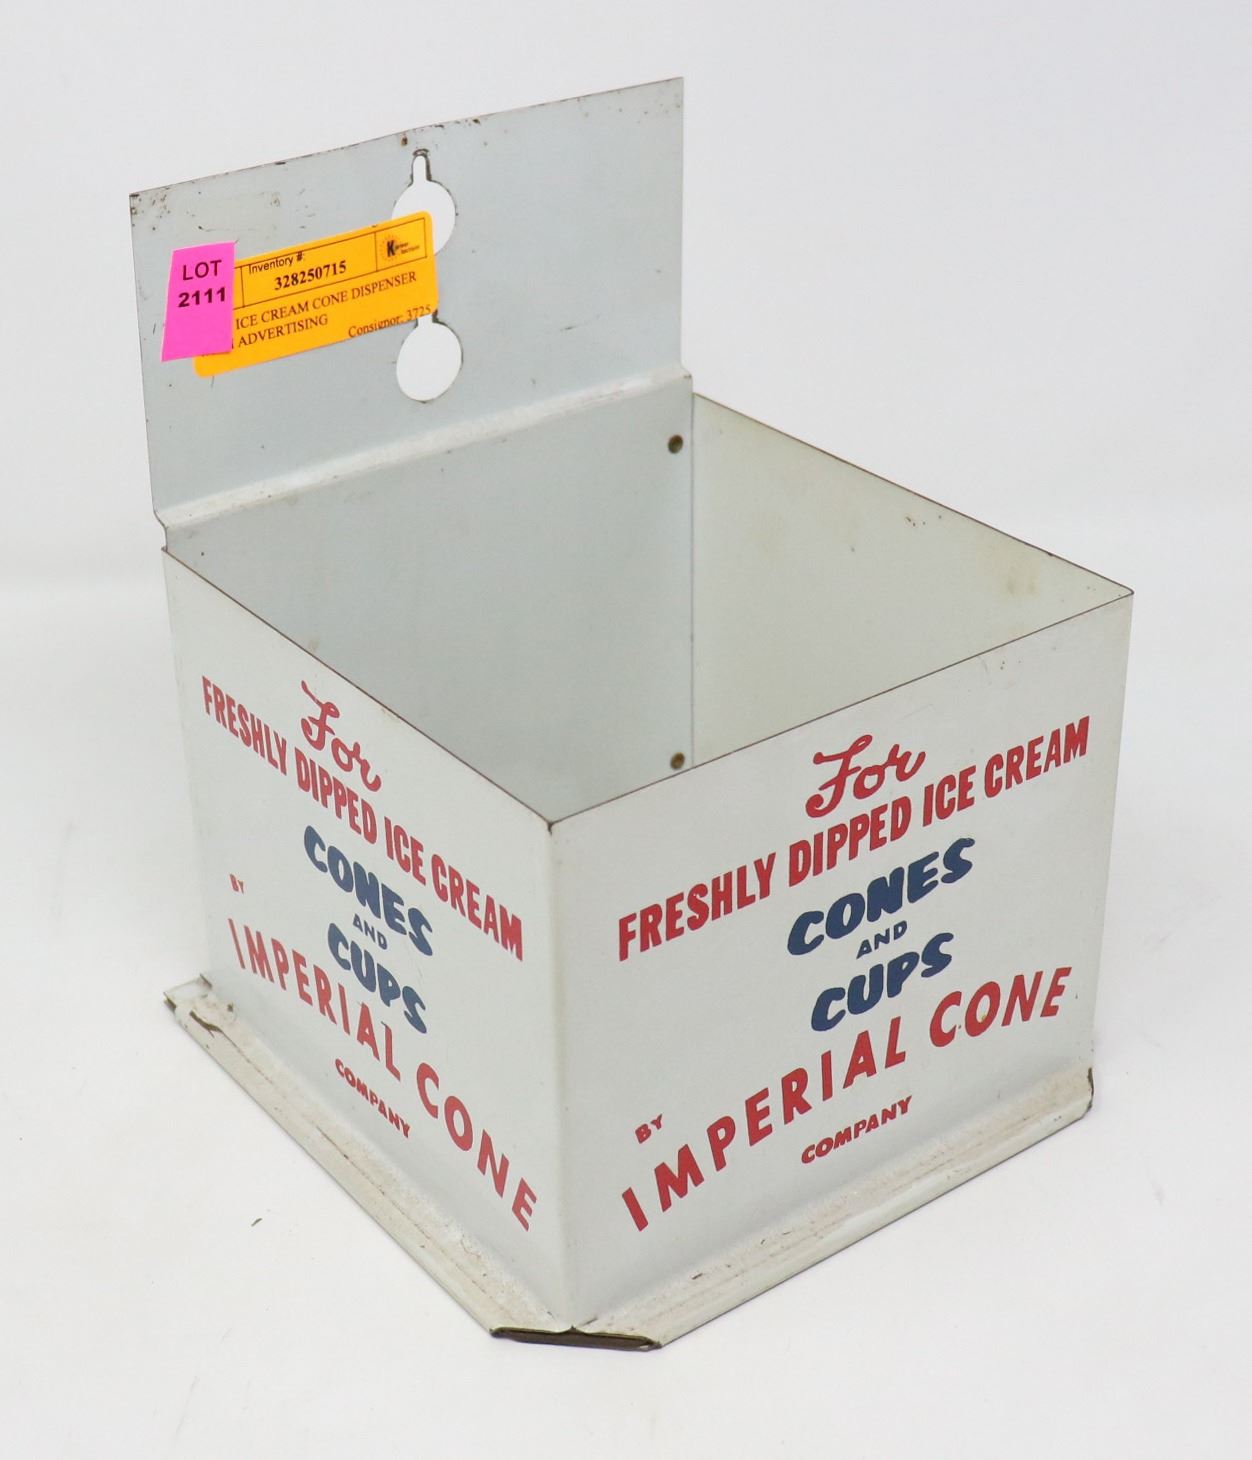 LOT
2111
Inventory #:
328250715
ICE CREAM CONE DISPENSER
ADVERTISING
Consignor: 3725
For
FRESHLY DIPPED ICE CREAM
CONES
AND
CUPS
BY
IMPERIAL CONE
COMPANY
For
FRESHLY DIPPED ICE CREAM
CONES
AND
CUPS
BY
IMPERIAL CONE
COMPANY